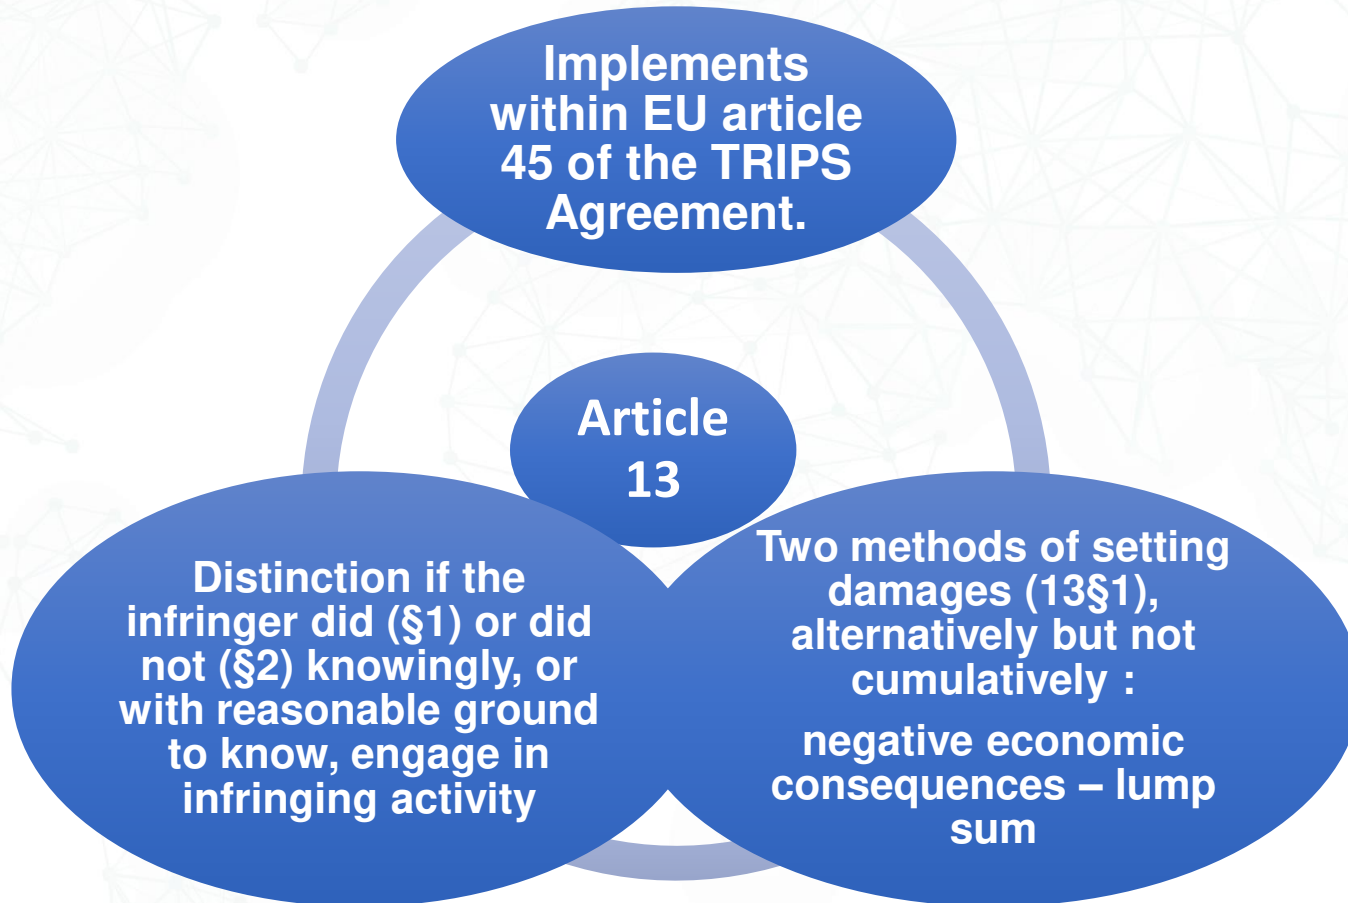 Implements
within EU article
45 of the TRIPS
Agreement.
Article
13
Distinction if the
infringer did (§1) or did
not (§2) knowingly, or
with reasonable ground
to know, engage in
infringing activity
Two methods of setting
damages (13§1),
alternatively but not
cumulatively :
negative economic
consequences – lump
sum